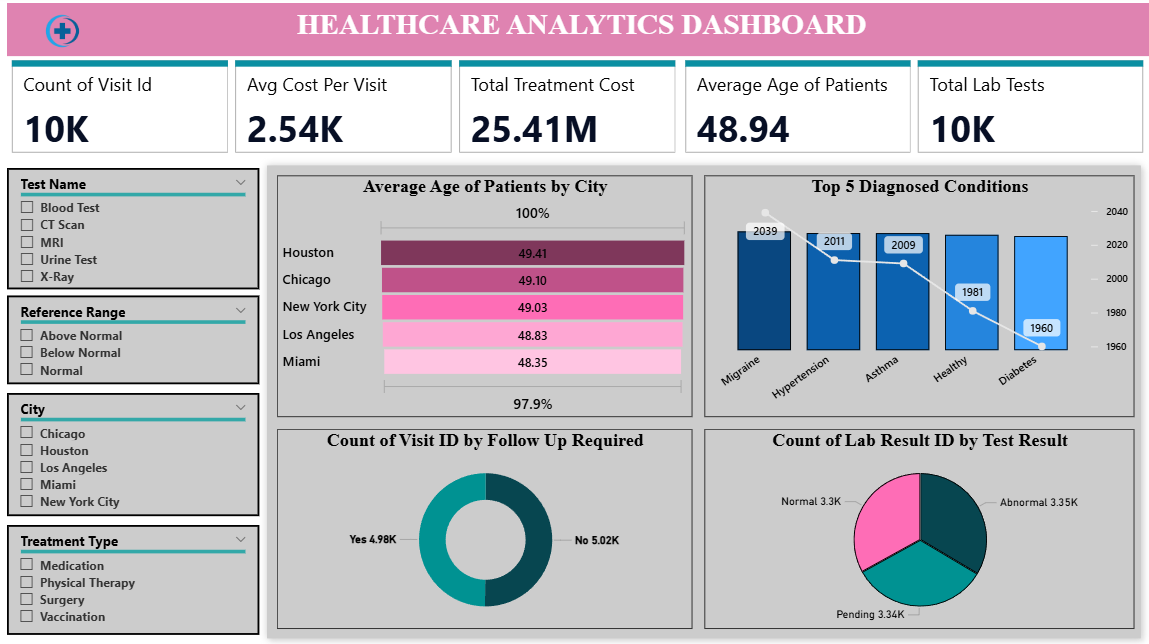 HEALTHCARE ANALYTICS DASHBOARD
Count of Visit Id
10K
Avg Cost Per Visit
2.54K
Total Treatment Cost
25.41M
Average Age of Patients
48.94
Total Lab Tests
10K
Test Name
Blood Test
CT Scan
MRI
Urine Test
X-Ray
Reference Range
Above Normal
Below Normal
Normal
City
Chicago
Houston
Los Angeles
Miami
New York City
Treatment Type
Medication
Physical Therapy
Surgery
Vaccination
Average Age of Patients by City
100%
Houston 49.41
Chicago 49.10
New York City 49.03
Los Angeles 48.83
Miami 48.35
97.9%
Top 5 Diagnosed Conditions
2040
2020
2000
1980
1960
2039
2011
2009
1981
1960
Migraine
Hypertension
Asthma
Healthy
Diabetes
Count of Visit ID by Follow Up Required
Yes 4.98K
No 5.02K
Count of Lab Result ID by Test Result
Normal 3.3K
Abnormal 3.35K
Pending 3.34K